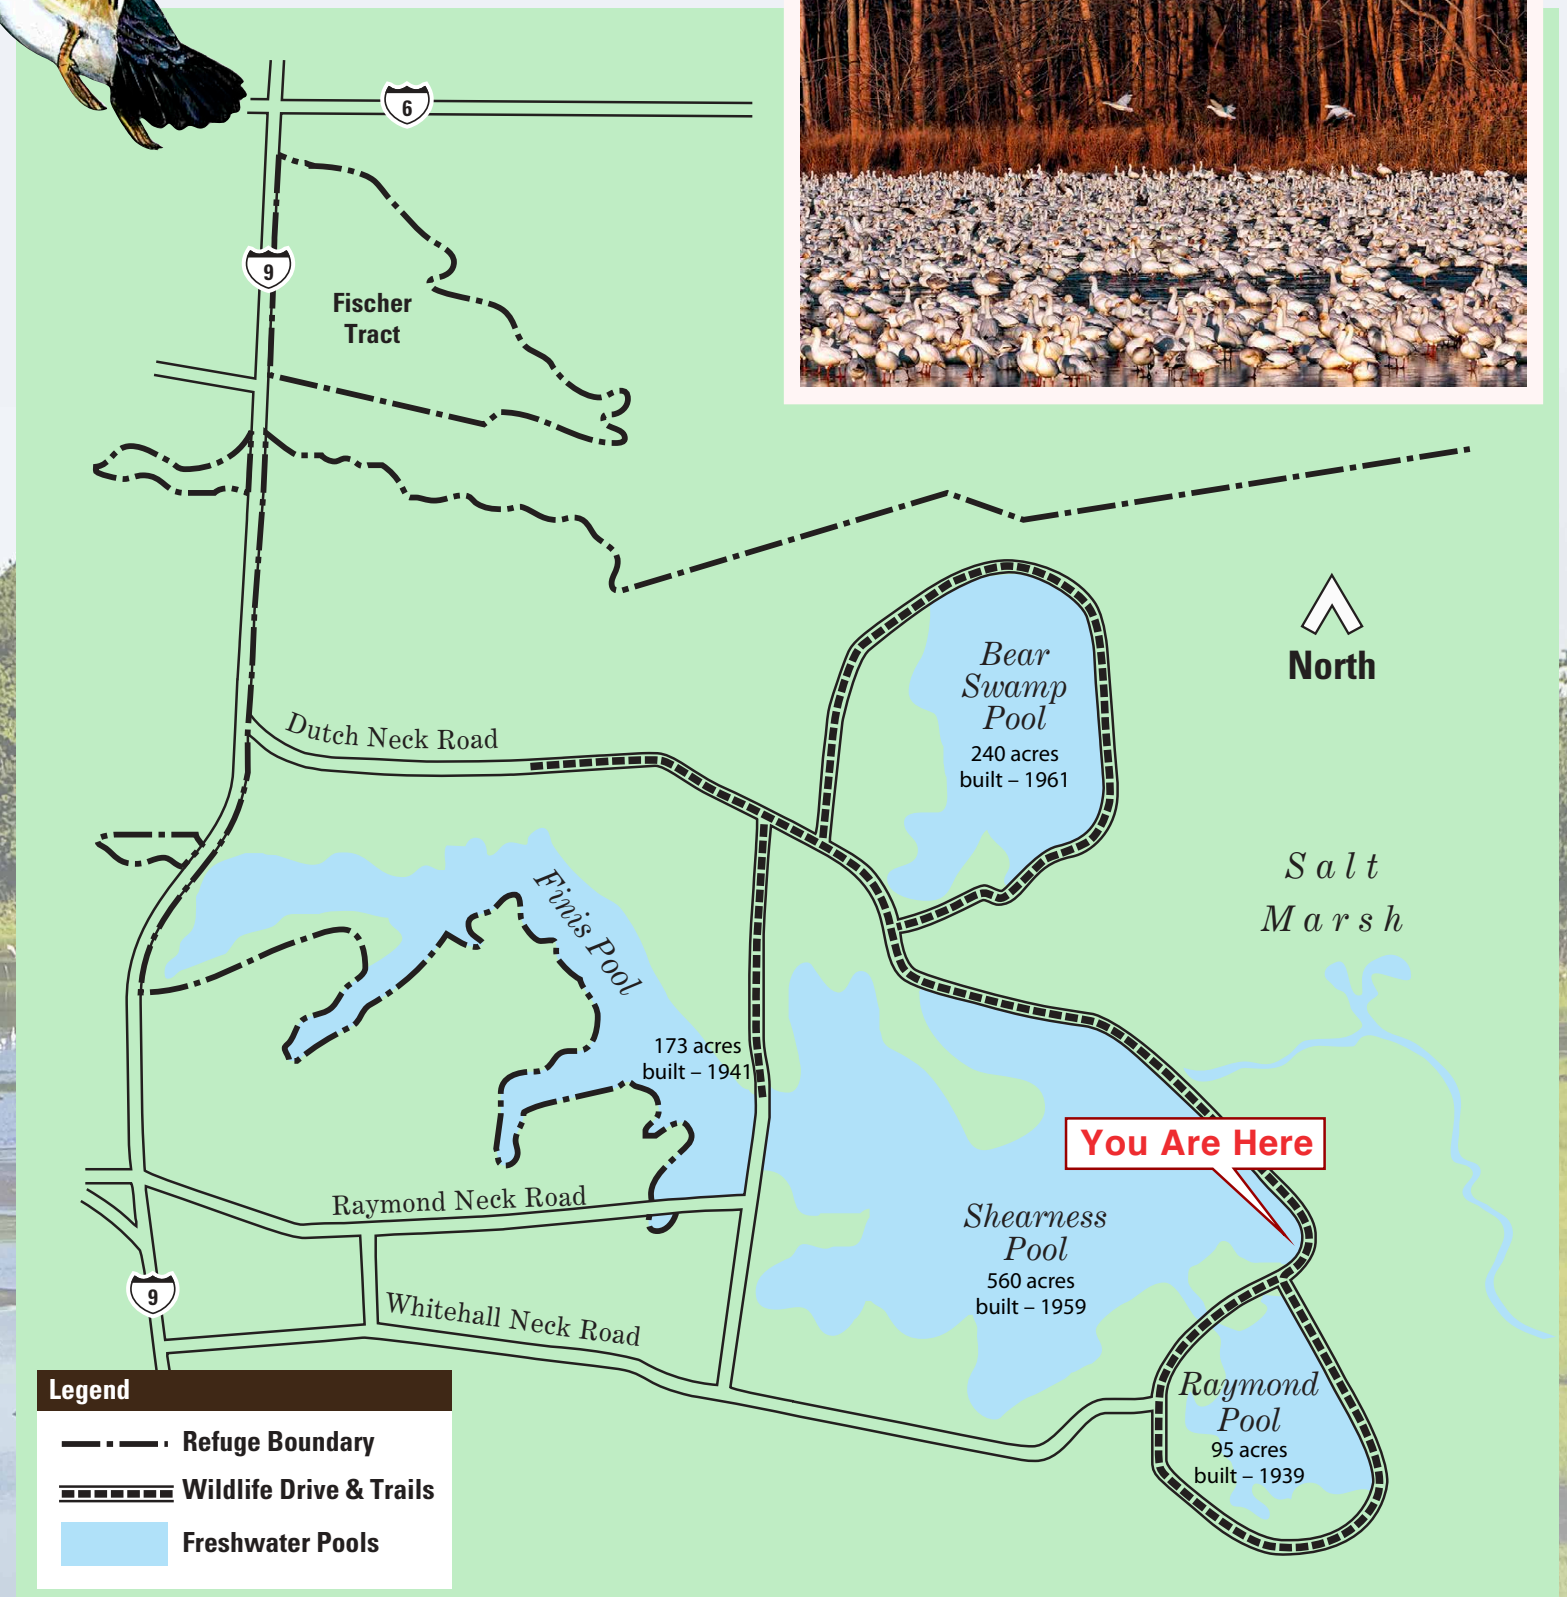 6
9
Fischer
Tract
North
Bear
Swamp
Pool
240 acres
built – 1961
Dutch Neck Road
Salt
Marsh
Finis Pool
173 acres
built – 1941
You Are Here
Raymond Neck Road
Shearness
Pool
560 acres
built – 1959
9
Whitehall Neck Road
Raymond
Pool
95 acres
built – 1939
Legend
Refuge Boundary
Wildlife Drive & Trails
Freshwater Pools